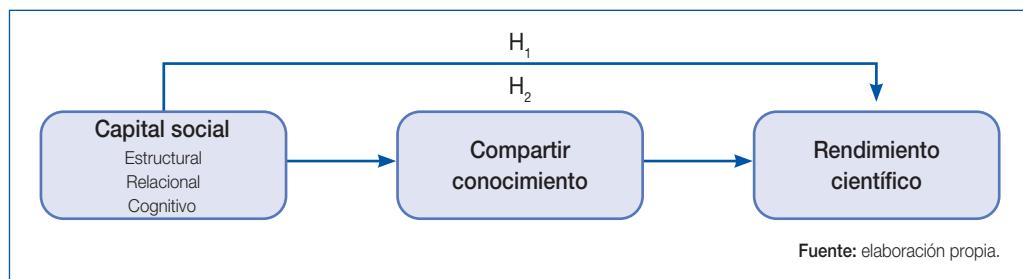 H1
H2
Capital social
Estructural
Relacional
Cognitivo
Compartir
conocimiento
Rendimiento
científico
Fuente: elaboración propia.